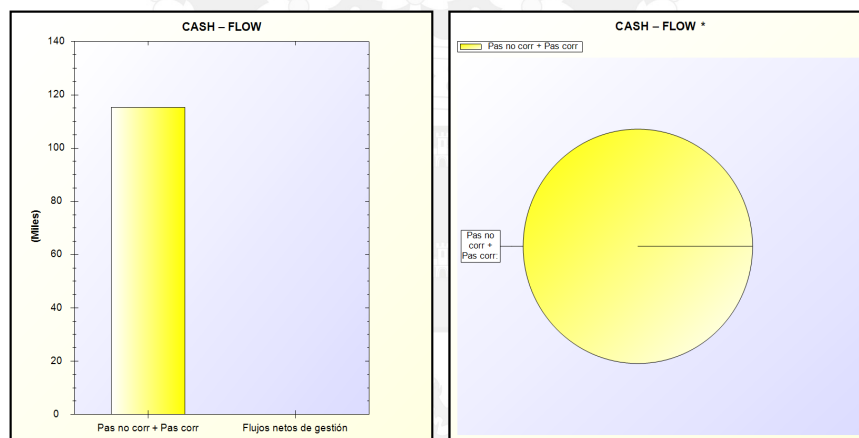 CASH – FLOW
140
120
100
80
60
40
20
0
(Miles)
Pas no corr + Pas corr
Flujos netos de gestión
CASH – FLOW *
Pas no corr + Pas corr
Pas no
corr +
Pas corr: